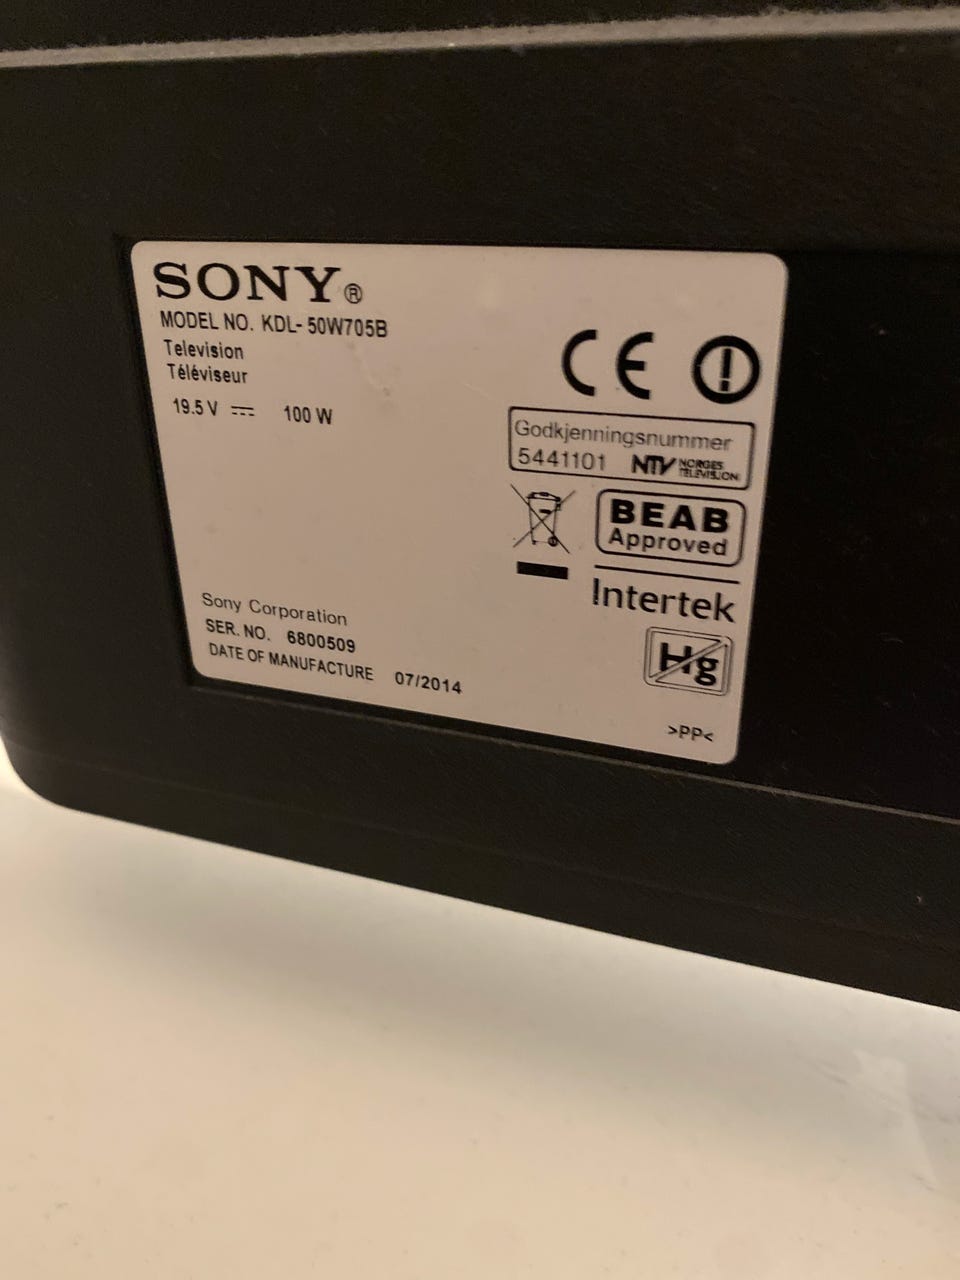 SONY®
MODEL NO. KDL-50W705B
Television
Téléviseur
19.5 V ⎓ 100 W
CE
Godkjenningsnummer
5441101 NTV NORGES TELEVISJON
BEAB
Approved
Intertek
Hg
Sony Corporation
SER. NO. 6800509
DATE OF MANUFACTURE 07/2014
>PP<